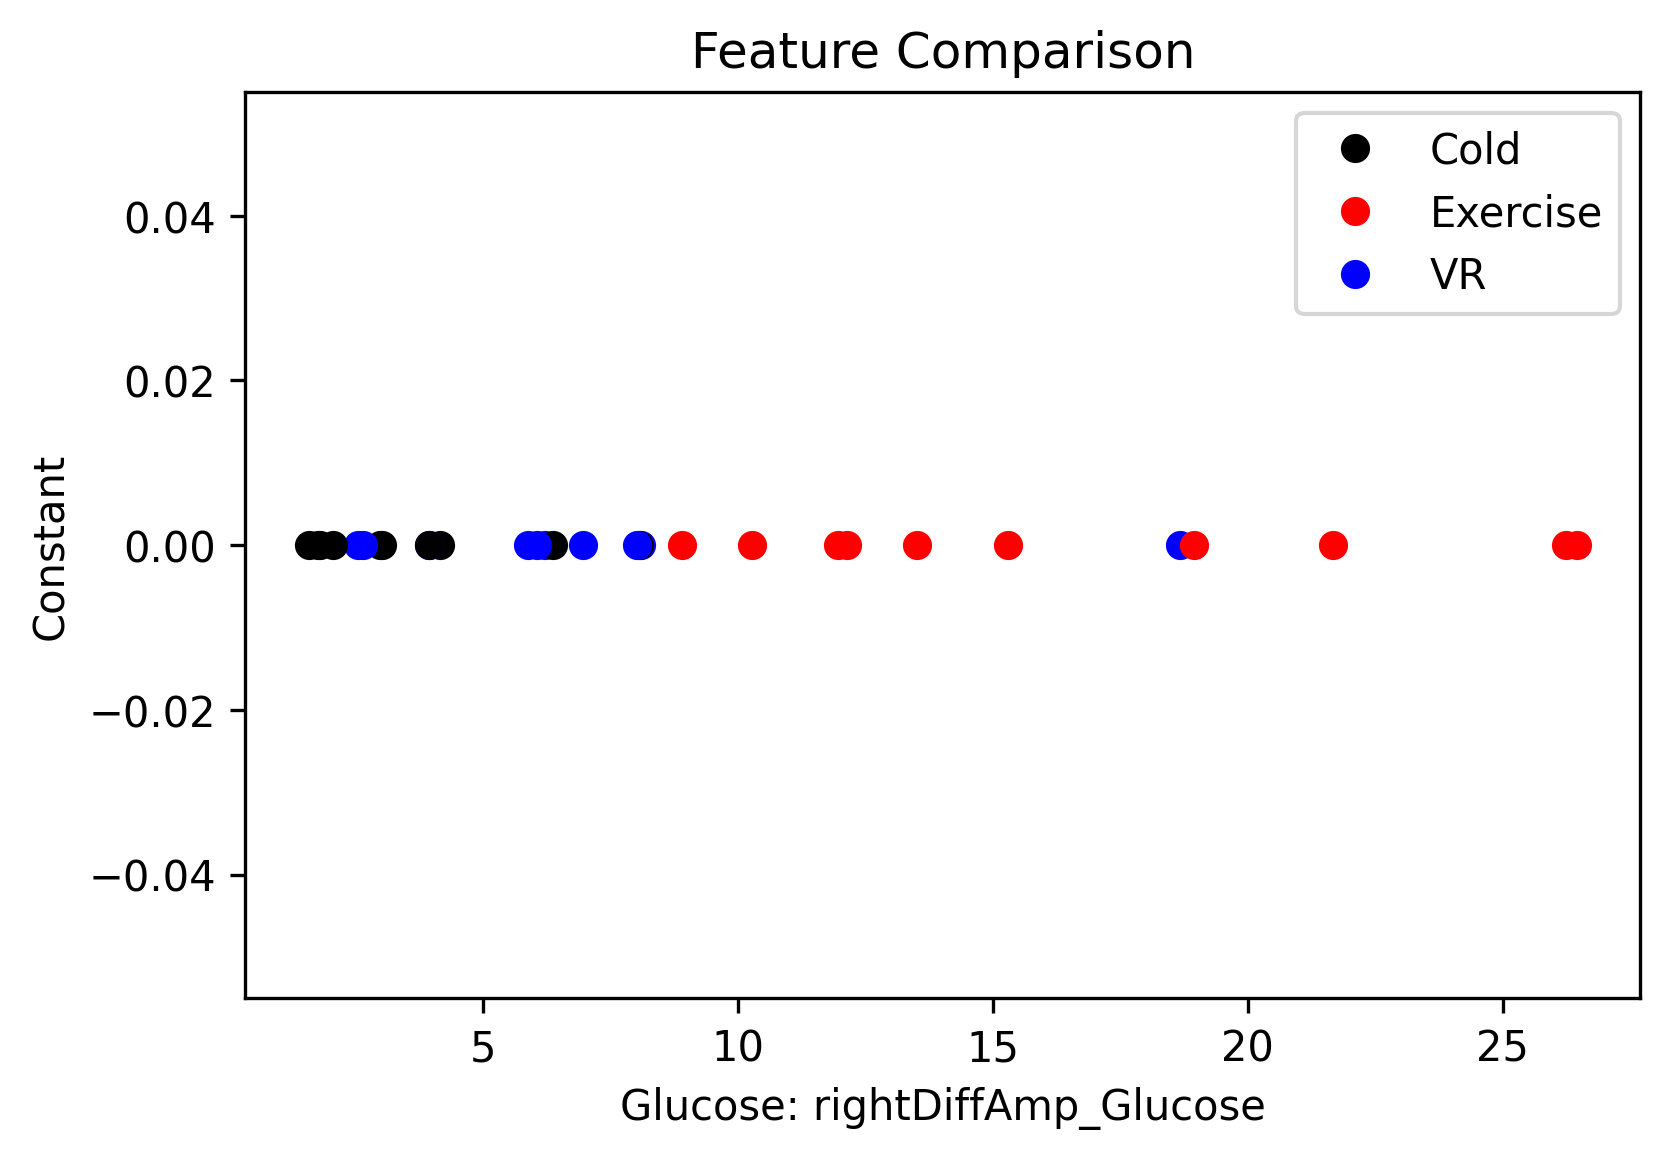 Feature Comparison
Cold
Exercise
VR
0.04
0.02
0.00
−0.02
−0.04
Constant
5 10 15 20 25
Glucose: rightDiffAmp_Glucose